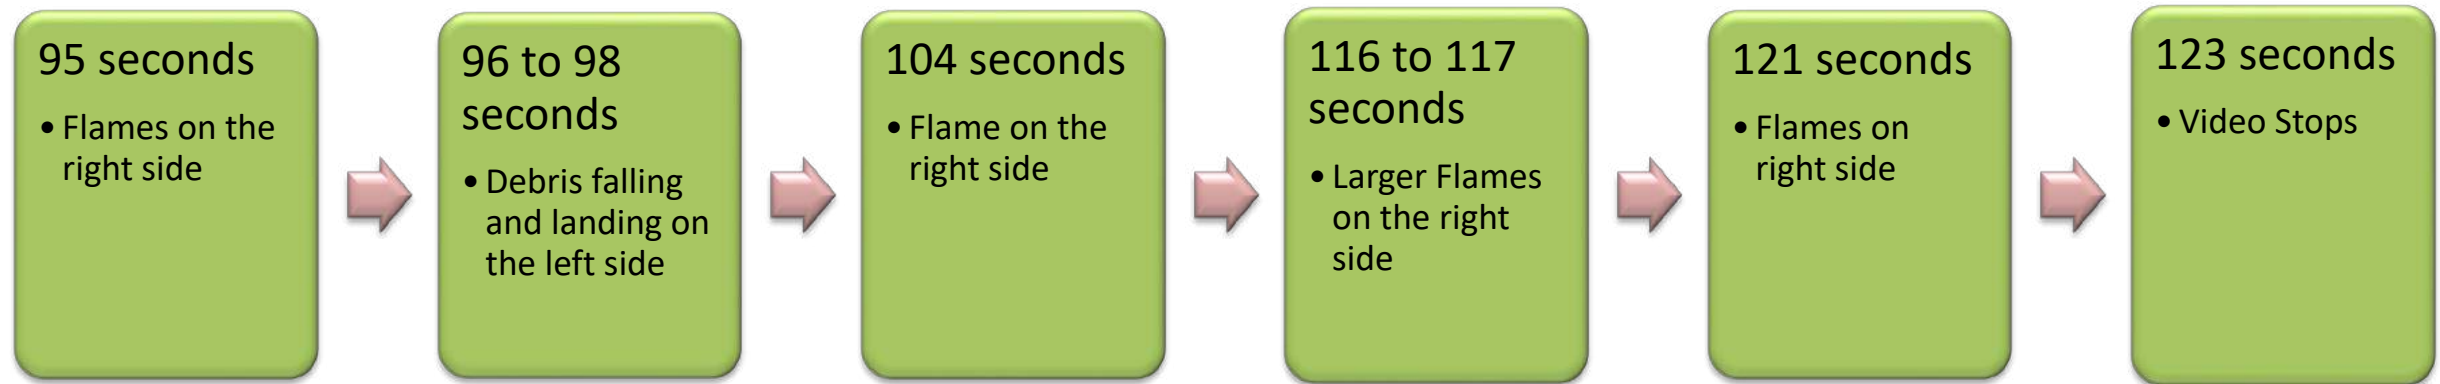 95 seconds
• Flames on the
right side
96 to 98
seconds
• Debris falling
and landing on
the left side
104 seconds
• Flame on the
right side
116 to 117
seconds
• Larger Flames
on the right
side
121 seconds
• Flames on
right side
123 seconds
• Video Stops